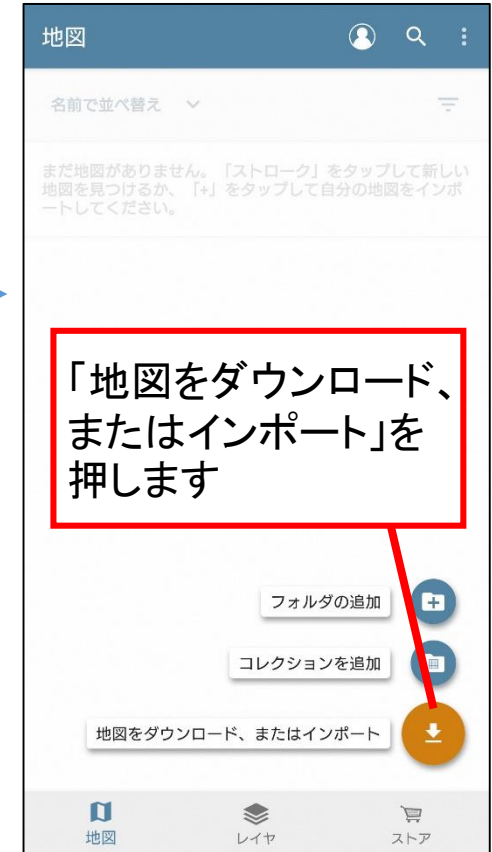 地図
名前で並べ替え
まだ地図がありません。「ストローク」をタップして新しい
地図を見つけるか、「+」をタップして自分の地図をインポ
ートしてください。
「地図をダウンロード、
またはインポート」を
押します
フォルダの追加
コレクションを追加
地図をダウンロード、またはインポート
地図
レイヤ
ストア